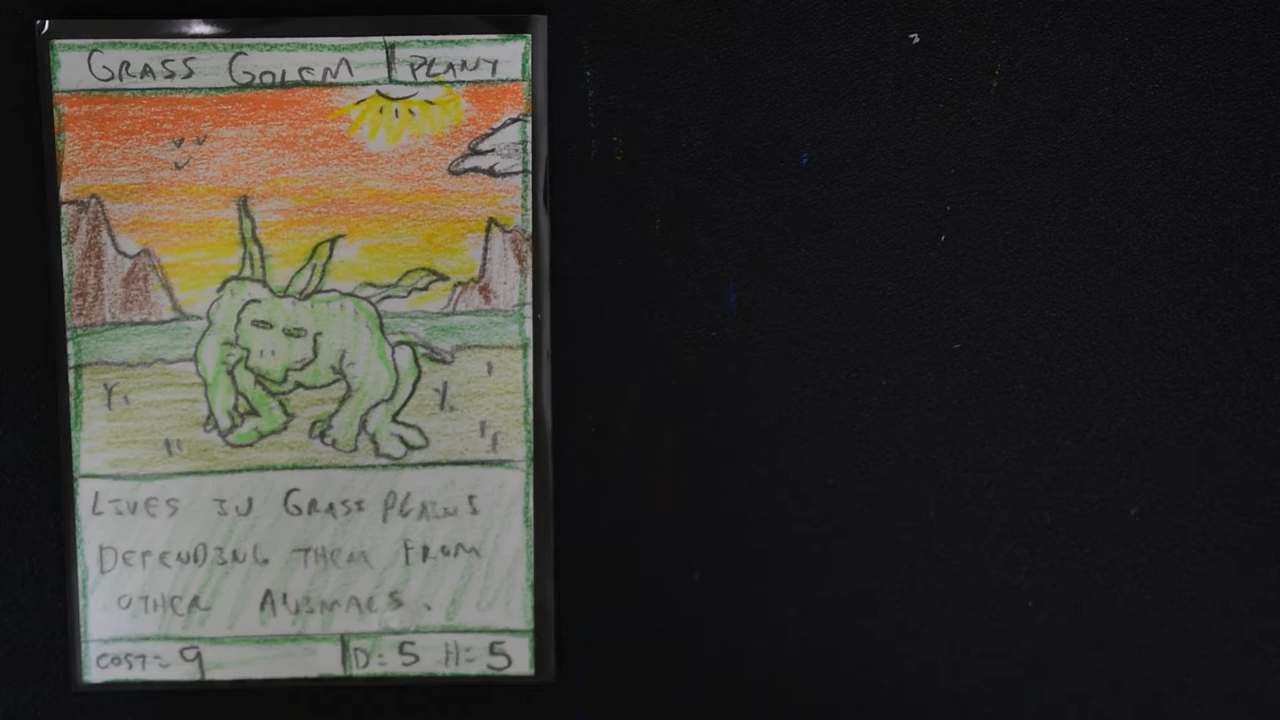 GRASS GOLEM | PLANT
LIVES IN GRASS PLAINS
DEFENDING THEM FROM
OTHER ANIMALS.
COST=9 D=5 H=5